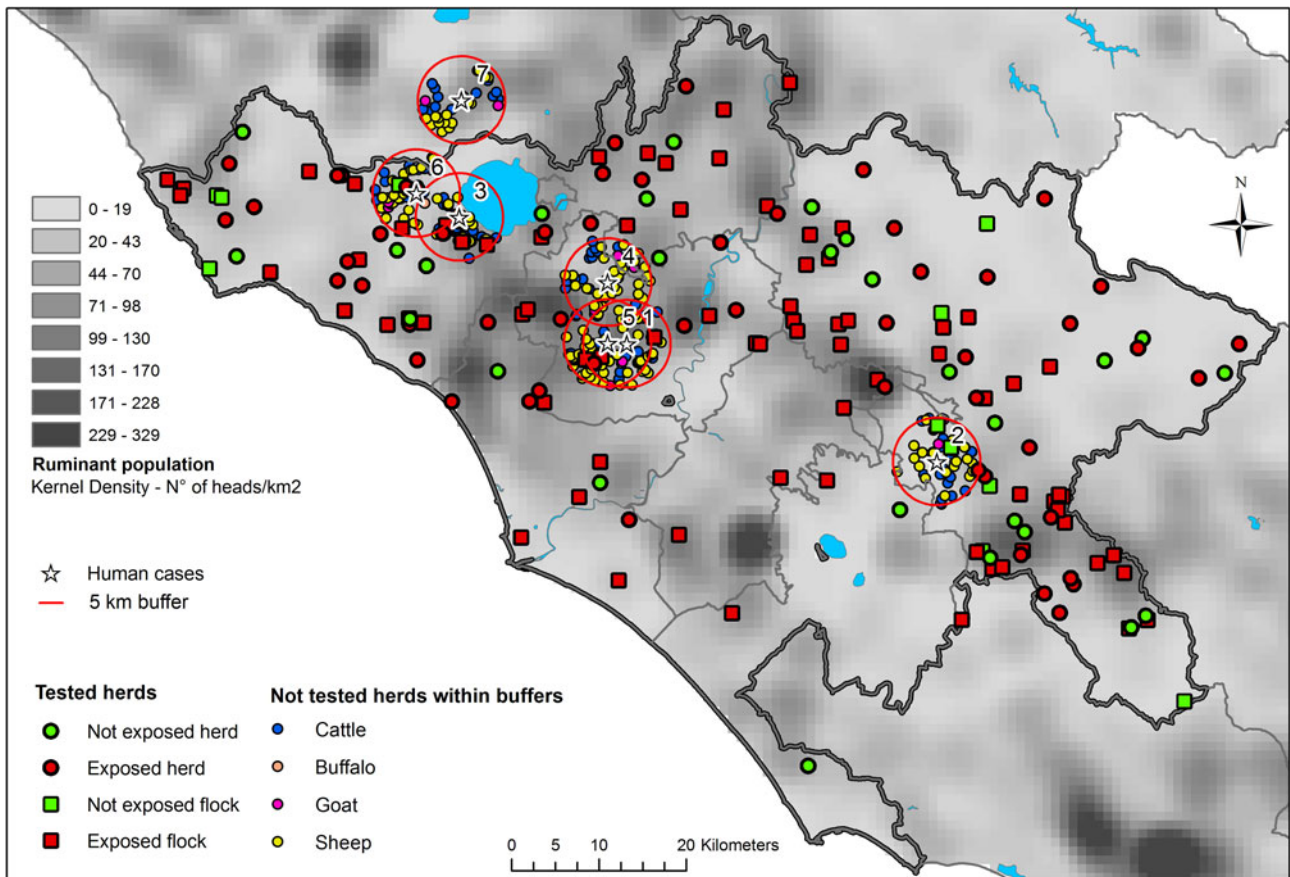 7
6
3
4
5 1
2
N
0 - 19
20 - 43
44 - 70
71 - 98
99 - 130
131 - 170
171 - 228
229 - 329
Ruminant population
Kernel Density - N° of heads/km2
Human cases
5 km buffer
Tested herds
Not exposed herd
Exposed herd
Not exposed flock
Exposed flock
Not tested herds within buffers
Cattle
Buffalo
Goat
Sheep
0 5 10 20 Kilometers